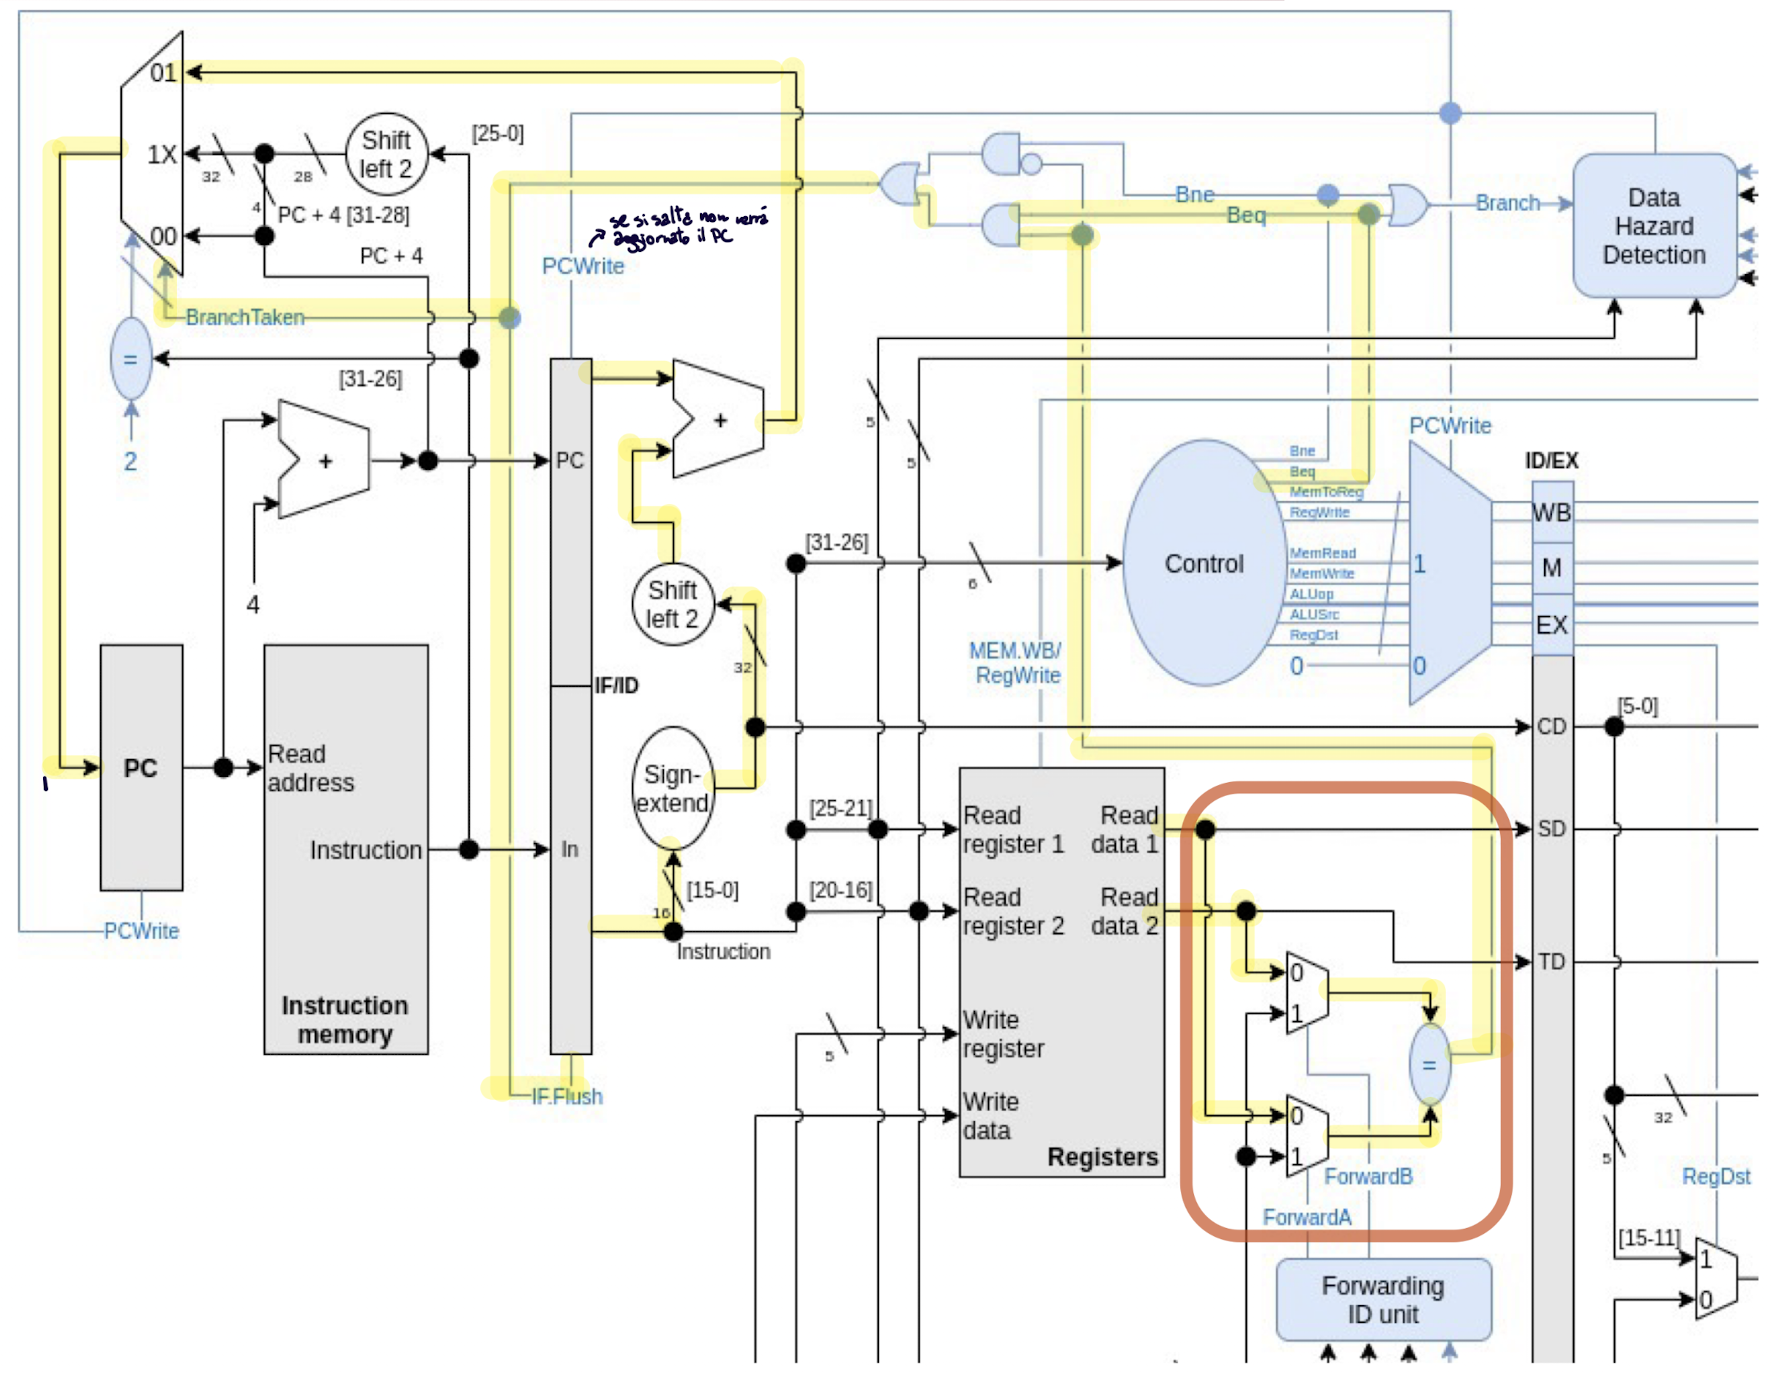 01
1X
00
32
28
4
Shift
left 2
[25-0]
PC + 4 [31-28]
PC + 4
BranchTaken
=
2
[31-26]
+
4
PC
Read
address
Instruction
Instruction
memory
PCWrite
se si salta non verrà
aggiornato il PC
PCWrite
PC
IF/ID
In
IF.Flush
+
Shift
left 2
32
Sign-
extend
16
[15-0]
Instruction
[31-26]
6
[25-21]
[20-16]
5
5
5
Bne
Beq
Branch
Data
Hazard
Detection
PCWrite
Control
Bne
Beq
MemToReg
RegWrite
MemRead
MemWrite
ALUop
ALUSrc
RegDst
0
1
0
ID/EX
WB
M
EX
CD
SD
TD
MEM.WB/
RegWrite
Read
register 1
Read
data 1
Read
register 2
Read
data 2
Write
register
Write
data
Registers
0
1
=
0
1
ForwardB
ForwardA
Forwarding
ID unit
[5-0]
32
5
RegDst
[15-11]
1
0